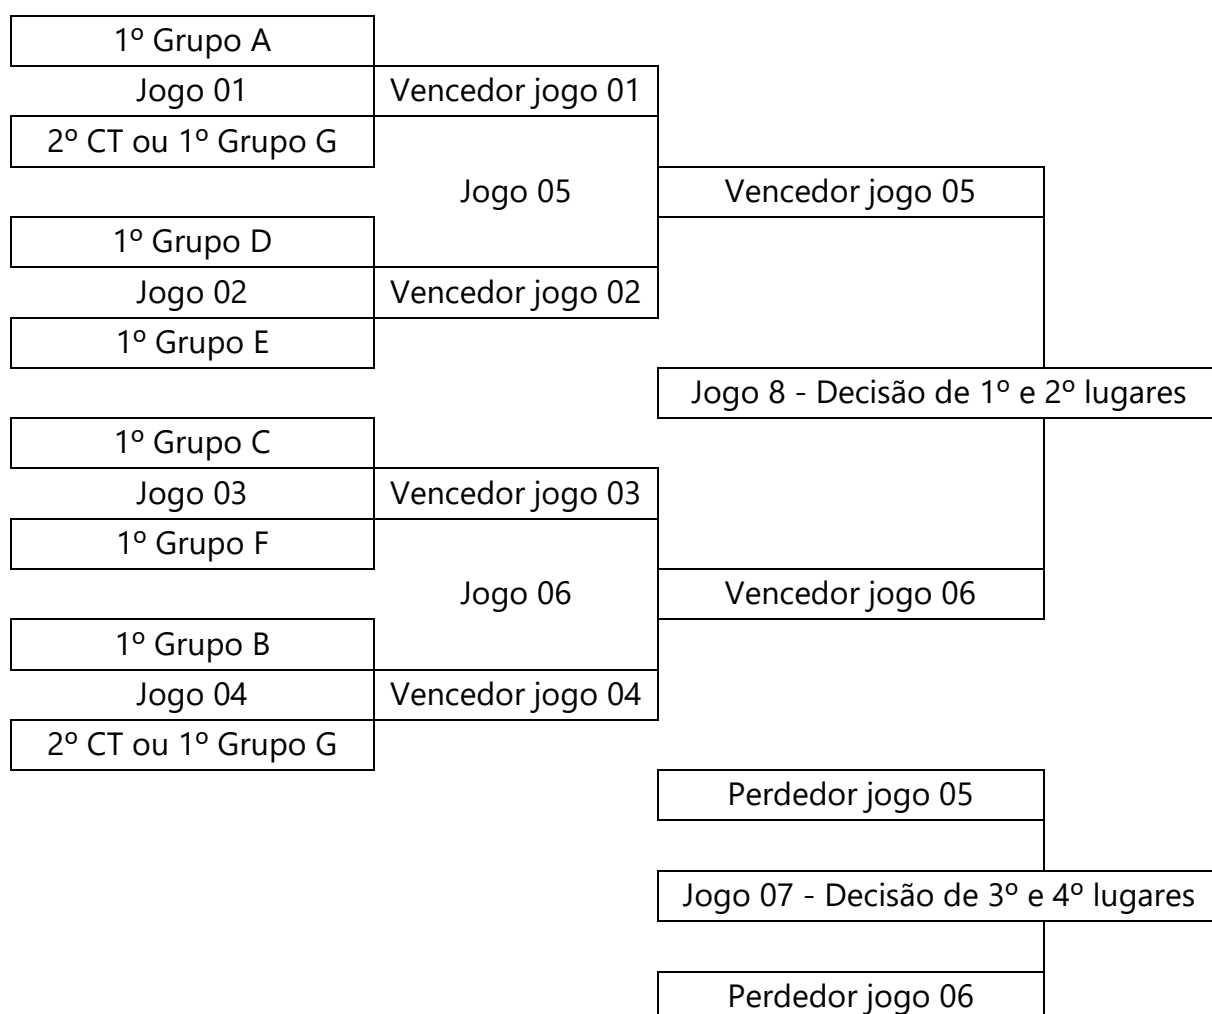 1º Grupo A
Jogo 01
Vencedor jogo 01
2º CT ou 1º Grupo G
Jogo 05
Vencedor jogo 05
1º Grupo D
Jogo 02
Vencedor jogo 02
1º Grupo E
Jogo 8 - Decisão de 1º e 2º lugares
1º Grupo C
Jogo 03
Vencedor jogo 03
1º Grupo F
Jogo 06
Vencedor jogo 06
1º Grupo B
Jogo 04
Vencedor jogo 04
2º CT ou 1º Grupo G
Perdedor jogo 05
Jogo 07 - Decisão de 3º e 4º lugares
Perdedor jogo 06